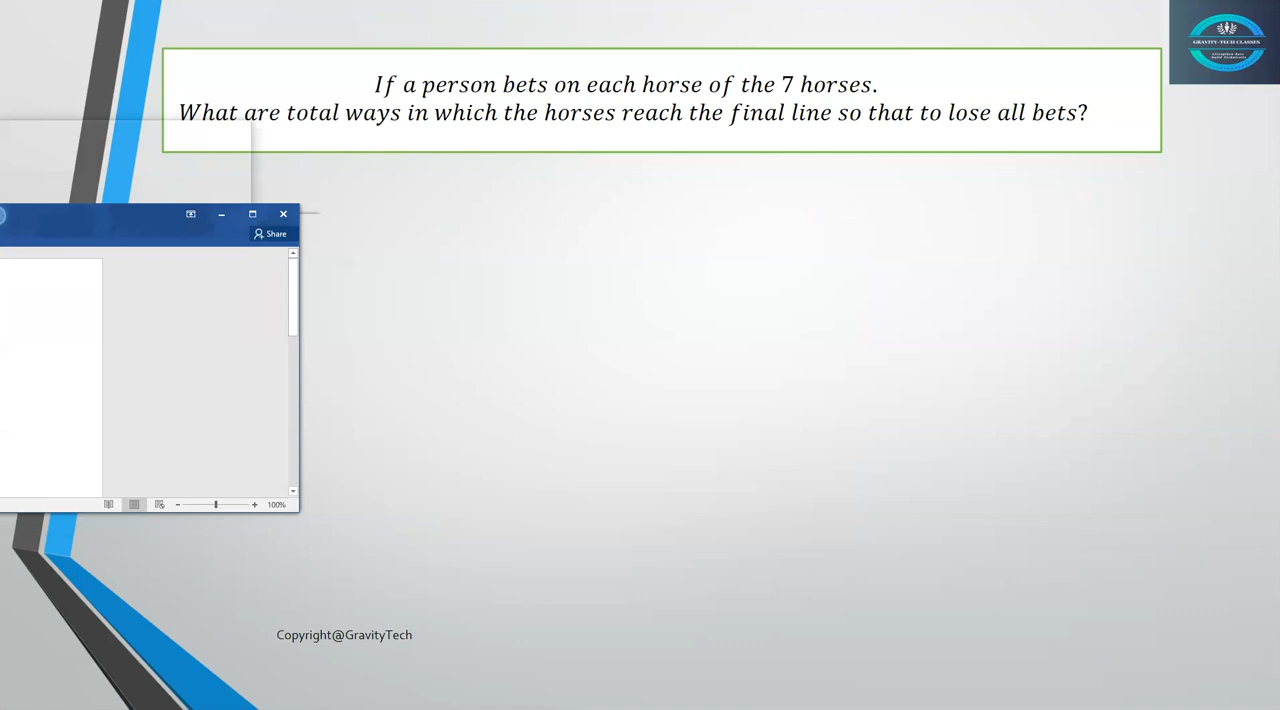 GRAVITY-TECH CLASSES
If a person bets on each horse of the 7 horses.
What are total ways in which the horses reach the final line so that to lose all bets?
Share
100%
Copyright@GravityTech